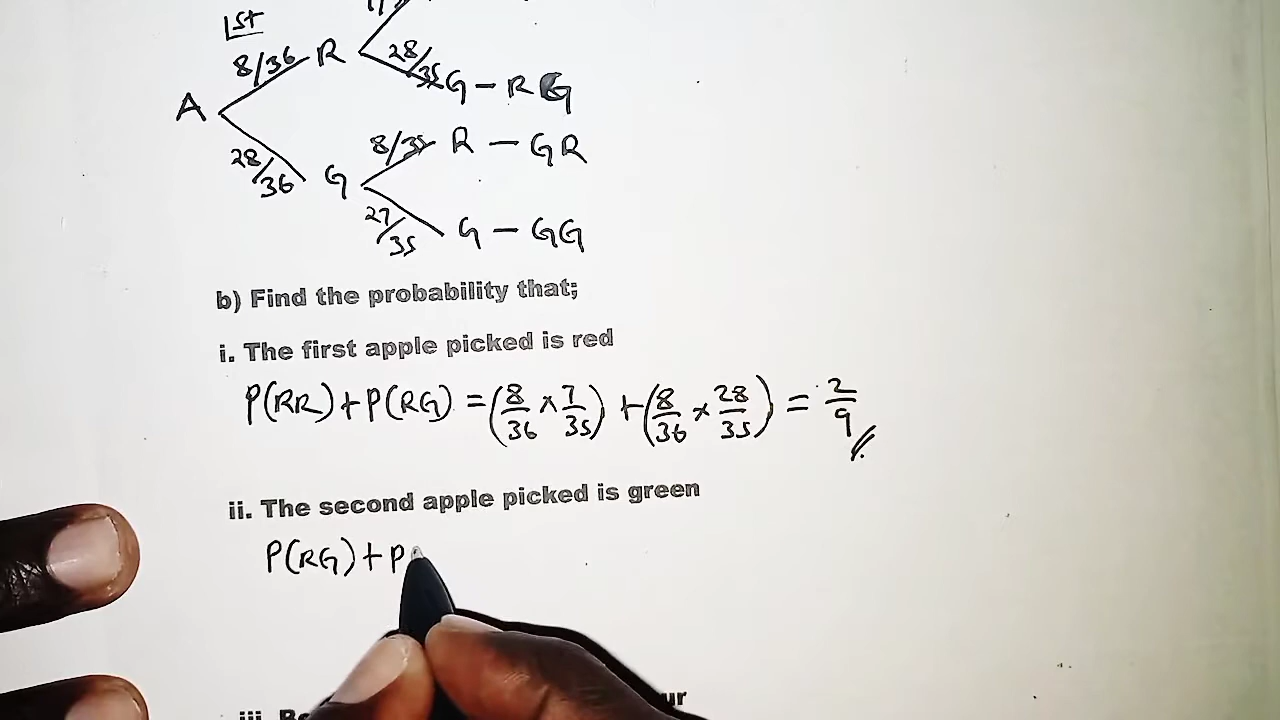 1st
8/36 R 28/35 G – RG
A
8/35 R – GR
28/36 G
27/35 G – GG
b) Find the probability that;
i. The first apple picked is red
P(RR) + P(RG) = (8/36 × 7/35) + (8/36 × 28/35) = 2/9
ii. The second apple picked is green
P(RG) + P
iii.